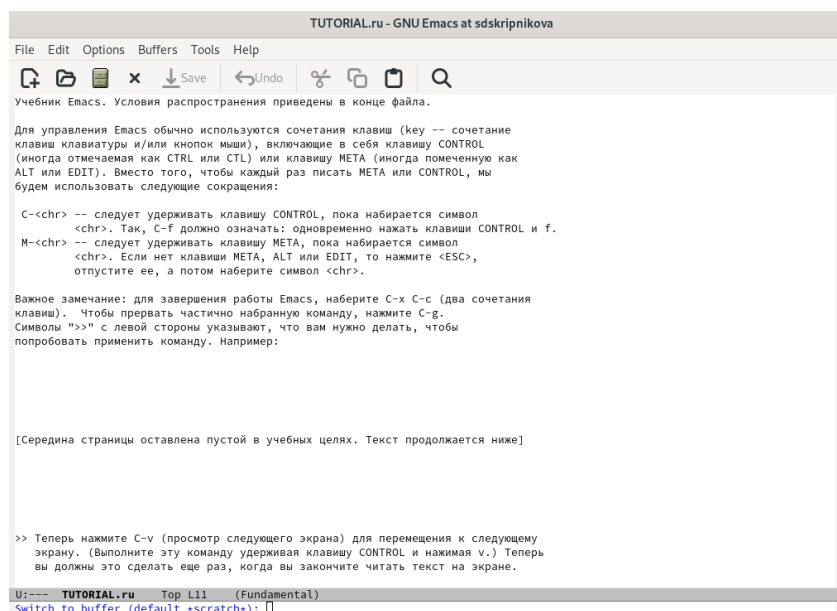 TUTORIAL.ru - GNU Emacs at sdskripnikova
File Edit Options Buffers Tools Help
Save Undo
Учебник Emacs. Условия распространения приведены в конце файла.
Для управления Emacs обычно используются сочетания клавиш (key -- сочетание
клавиш клавиатуры и/или кнопок мыши), включающие в себя клавишу CONTROL
(иногда отмечаемая как CTRL или CTL) или клавишу META (иногда помеченную как
ALT или EDIT). Вместо того, чтобы каждый раз писать META или CONTROL, мы
будем использовать следующие сокращения:
C-<chr> -- следует удерживать клавишу CONTROL, пока набирается символ
<chr>. Так, C-f должно означать: одновременно нажать клавиши CONTROL и f.
M-<chr> -- следует удерживать клавишу META, пока набирается символ
<chr>. Если нет клавиши META, ALT или EDIT, то нажмите <ESC>,
отпустите ее, а потом наберите символ <chr>.
Важное замечание: для завершения работы Emacs, наберите C-x C-c (два сочетания
клавиш). Чтобы прервать частично набранную команду, нажмите C-g.
Символы ">>" с левой стороны указывают, что вам нужно делать, чтобы
попробовать применить команду. Например:
[Середина страницы оставлена пустой в учебных целях. Текст продолжается ниже]
>> Теперь нажмите C-v (просмотр следующего экрана) для перемещения к следующему
экрану. (Выполните эту команду удерживая клавишу CONTROL и нажимая v.) Теперь
вы должны это сделать еще раз, когда вы закончите читать текст на экране.
U:--- TUTORIAL.ru Top L11 (Fundamental)
Switch to buffer (default *scratch*):